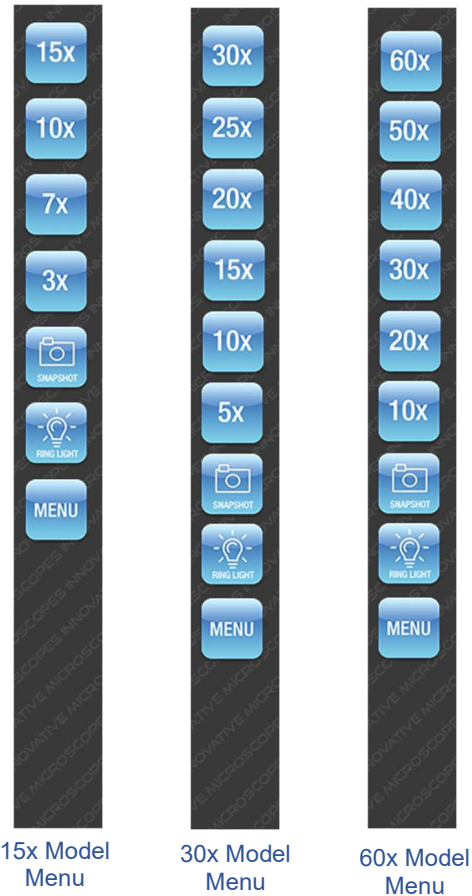 15x
10x
7x
3x
SNAPSHOT
RING LIGHT
MENU
15x Model
Menu
30x
25x
20x
15x
10x
5x
SNAPSHOT
RING LIGHT
MENU
30x Model
Menu
60x
50x
40x
30x
20x
10x
SNAPSHOT
RING LIGHT
MENU
60x Model
Menu